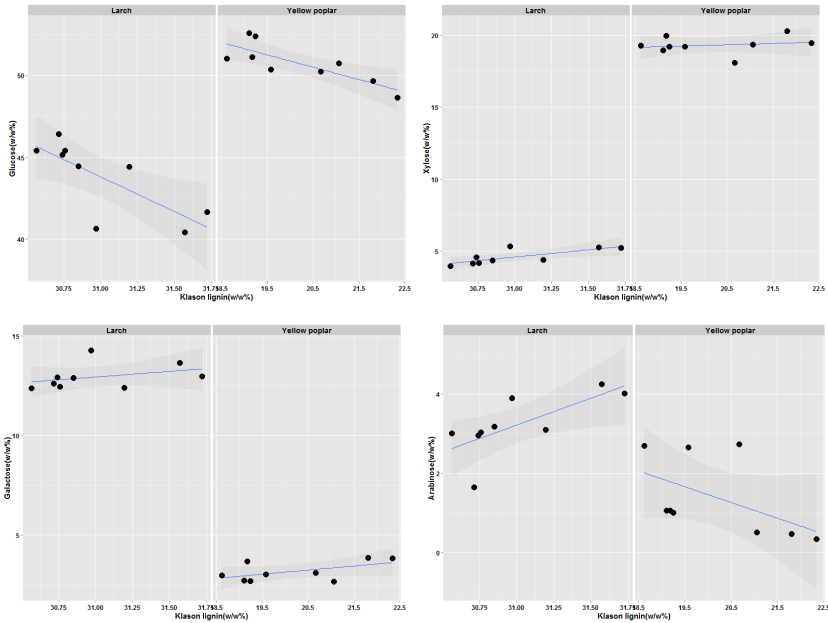 Larch Yellow poplar
50
45
40
Glucose(w/w%)
30.75 31.00 31.25 31.50 31.75 18.5 19.5 20.5 21.5 22.5
Klason lignin(w/w%)
Larch Yellow poplar
20
15
10
5
Xylose(w/w%)
30.75 31.00 31.25 31.50 31.75 18.5 19.5 20.5 21.5 22.5
Klason lignin(w/w%)
Larch Yellow poplar
15
10
5
Galactose(w/w%)
30.75 31.00 31.25 31.50 31.75 18.5 19.5 20.5 21.5 22.5
Klason lignin(w/w%)
Larch Yellow poplar
4
2
0
Arabinose(w/w%)
30.75 31.00 31.25 31.50 31.75 18.5 19.5 20.5 21.5 22.5
Klason lignin(w/w%)